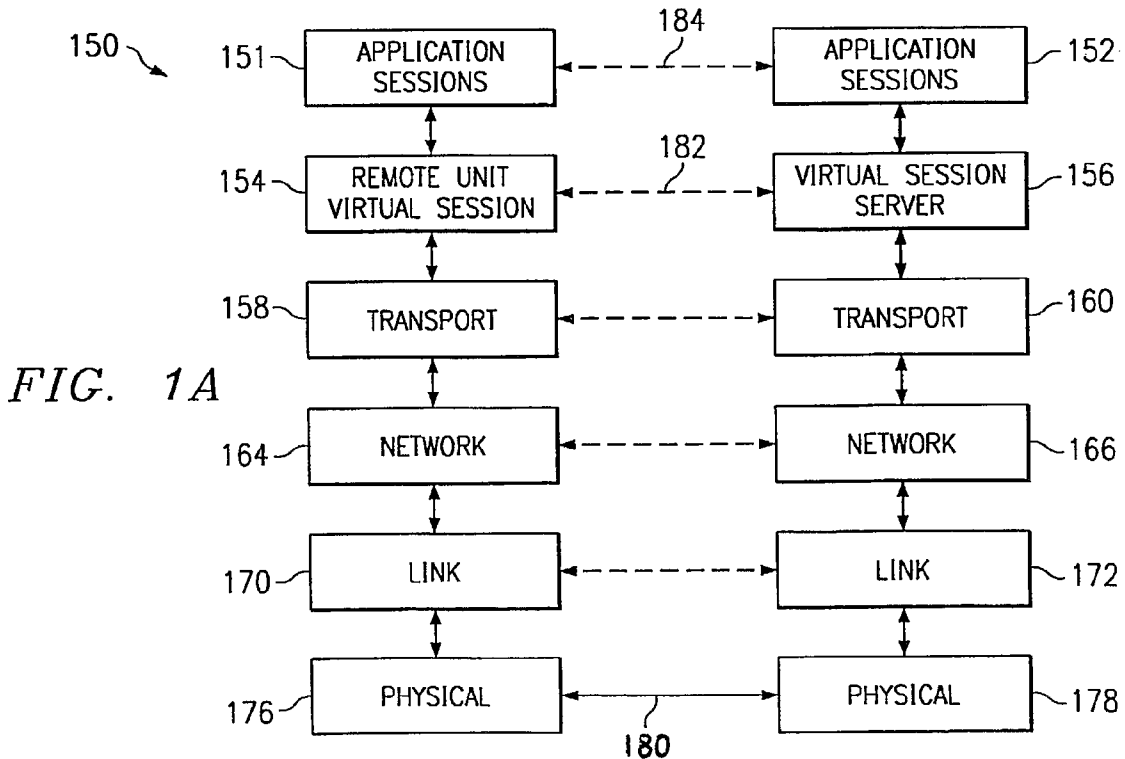 150
151
APPLICATION
SESSIONS
184
APPLICATION
SESSIONS
152
154
REMOTE UNIT
VIRTUAL SESSION
182
VIRTUAL SESSION
SERVER
156
158
TRANSPORT
TRANSPORT
160
FIG. 1A
164
NETWORK
NETWORK
166
170
LINK
LINK
172
176
PHYSICAL
180
PHYSICAL
178